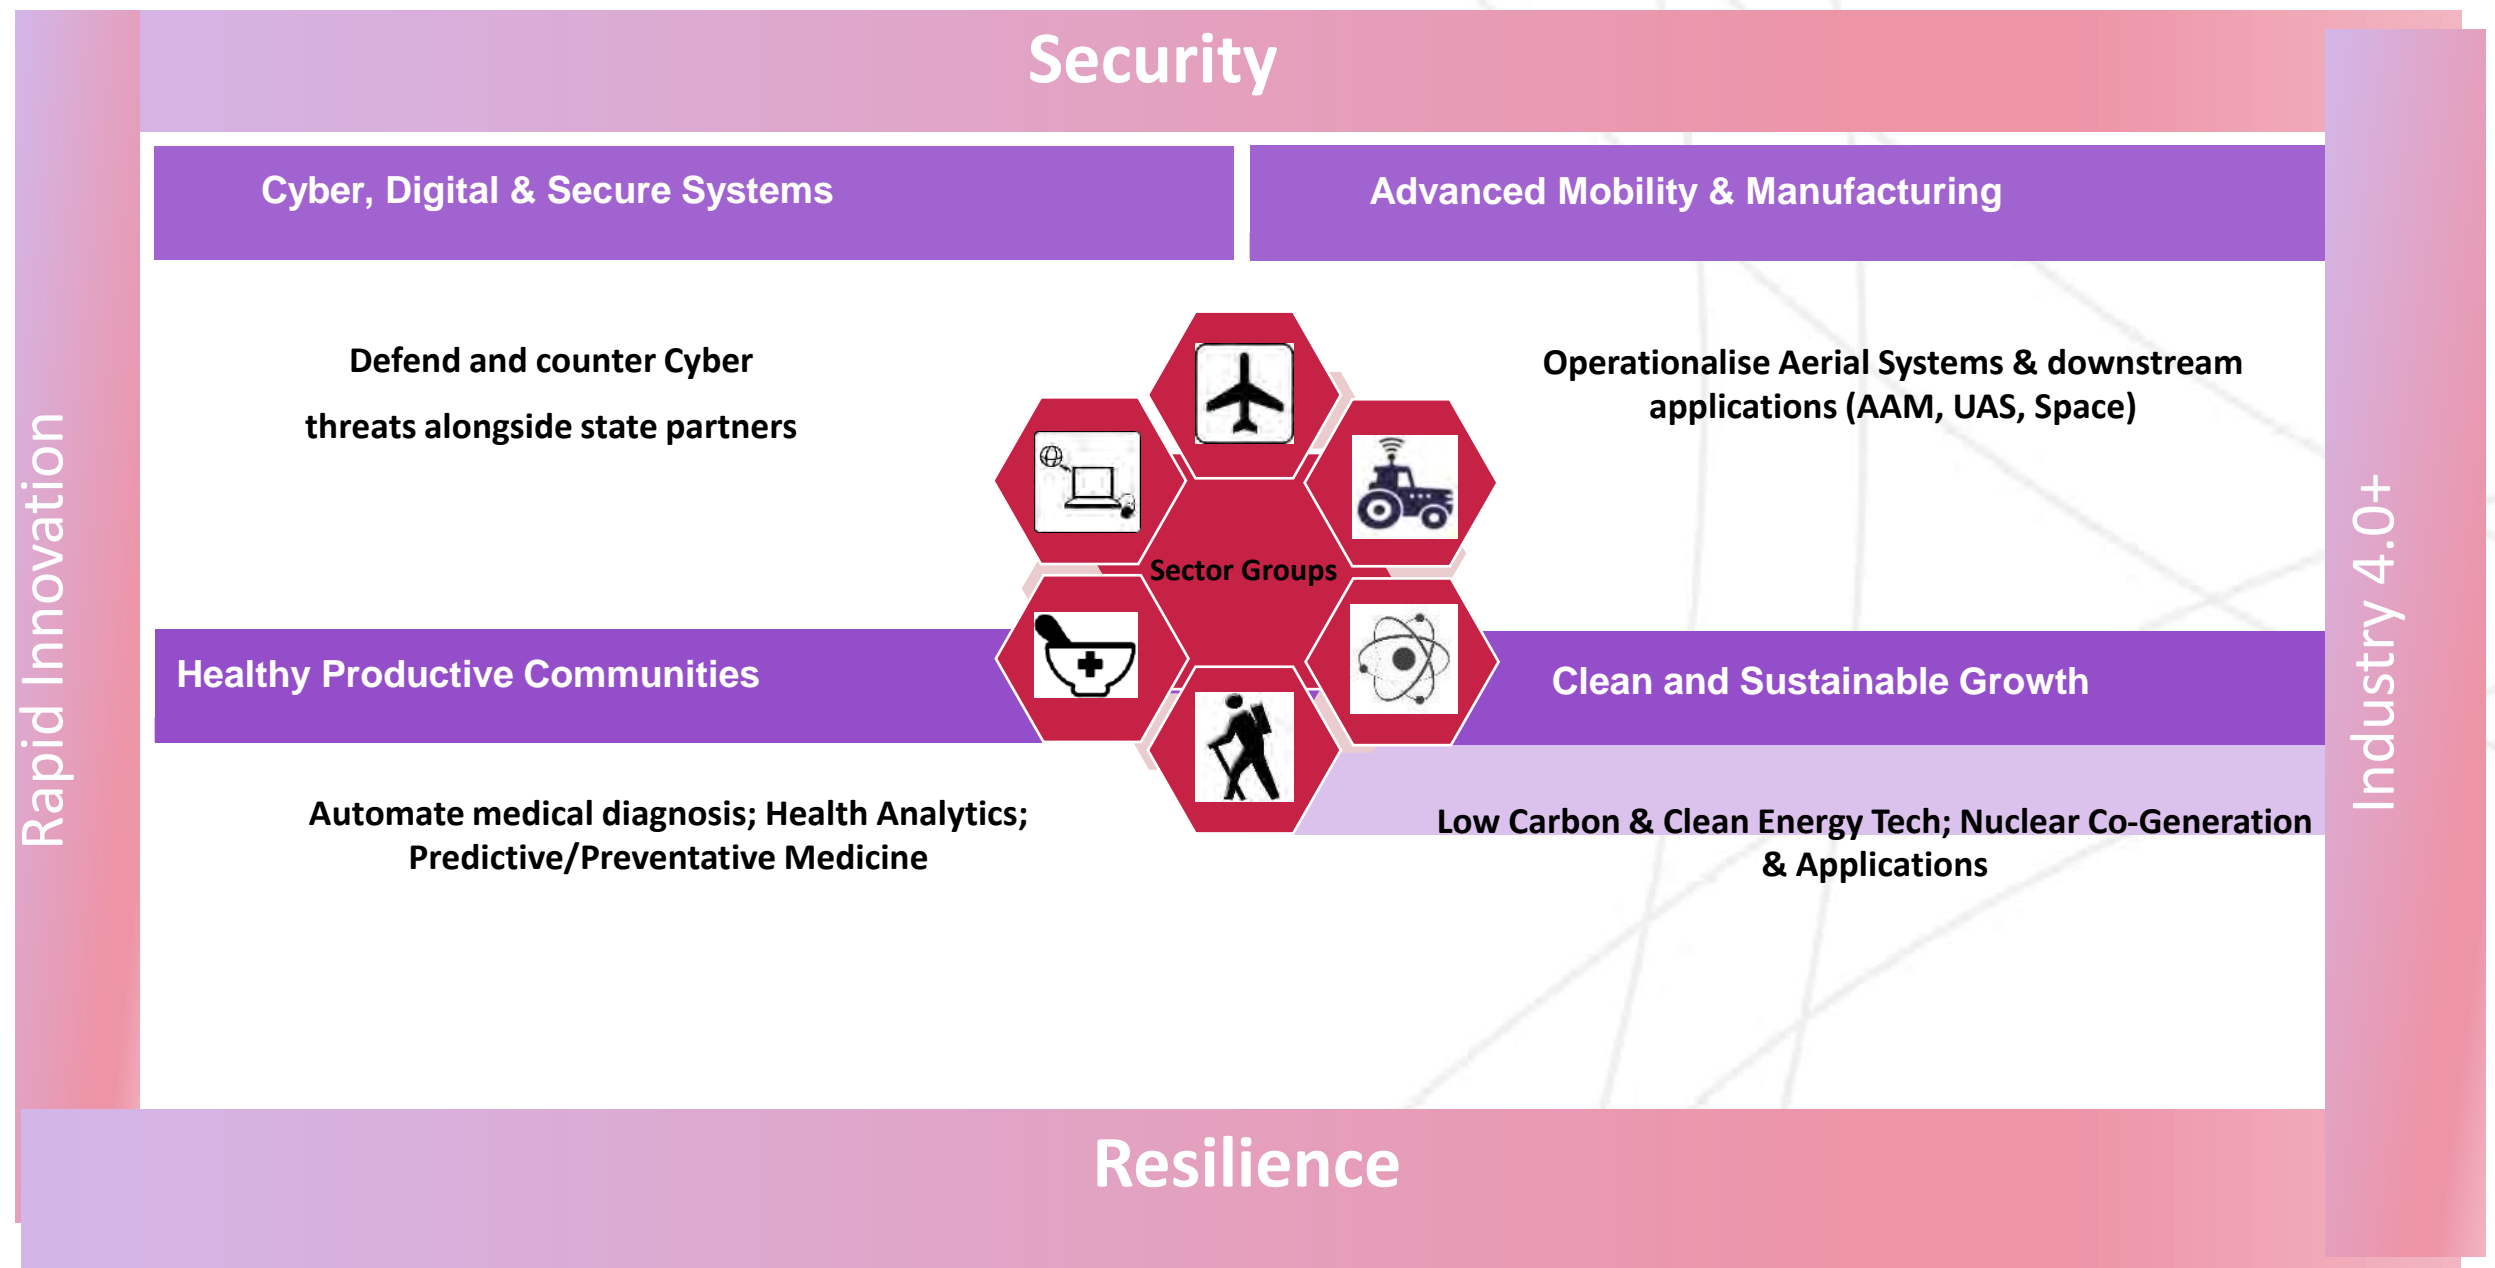 Security
Cyber, Digital & Secure Systems
Advanced Mobility & Manufacturing
Defend and counter Cyber
threats alongside state partners
Operationalise Aerial Systems & downstream
applications (AAM, UAS, Space)
Rapid Innovation
Sector Groups
Industry 4.0+
Healthy Productive Communities
Clean and Sustainable Growth
Automate medical diagnosis; Health Analytics;
Predictive/Preventative Medicine
Low Carbon & Clean Energy Tech; Nuclear Co-Generation
& Applications
Resilience